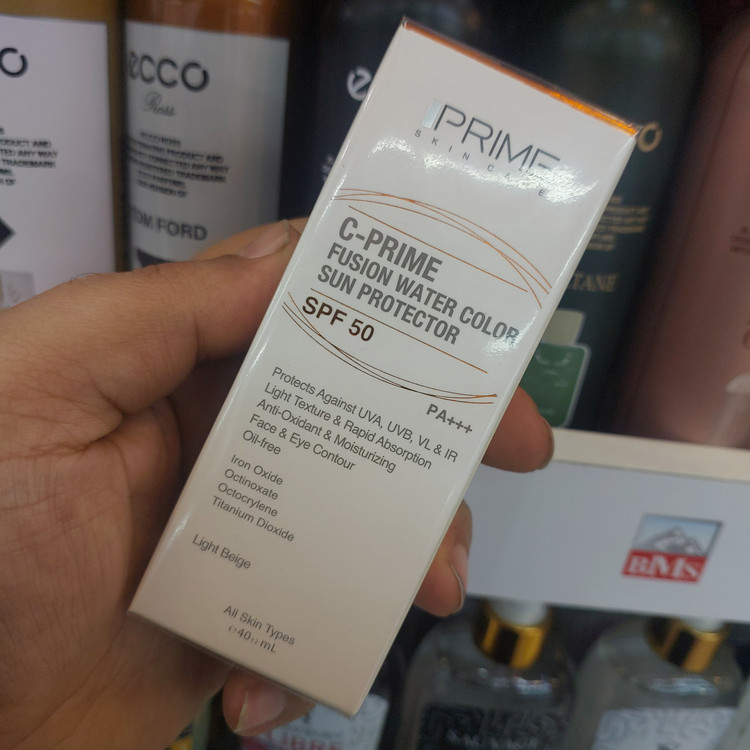 PRIME
SKIN CARE
C-PRIME
FUSION WATER COLOR
SUN PROTECTOR
SPF 50
PA+++
Protects Against UVA, UVB, VL & IR
Light Texture & Rapid Absorption
Anti-Oxidant & Moisturizing
Face & Eye Contour
Oil-free
Iron Oxide
Octinoxate
Octocrylene
Titanium Dioxide
Light Beige
All Skin Types
e 40±2 mL
ecco
Ross
TOM FORD
BMS